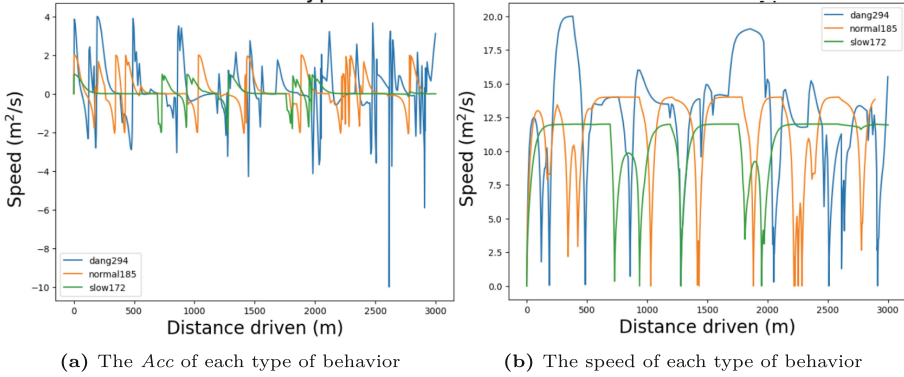 Speed (m²/s)
4
2
0
−2
−4
−6
−8
−10
dang294
normal185
slow172
0 500 1000 1500 2000 2500 3000
Distance driven (m)
(a) The Acc of each type of behavior
Speed (m²/s)
20.0
17.5
15.0
12.5
10.0
7.5
5.0
2.5
0.0
dang294
normal185
slow172
0 500 1000 1500 2000 2500 3000
Distance driven (m)
(b) The speed of each type of behavior